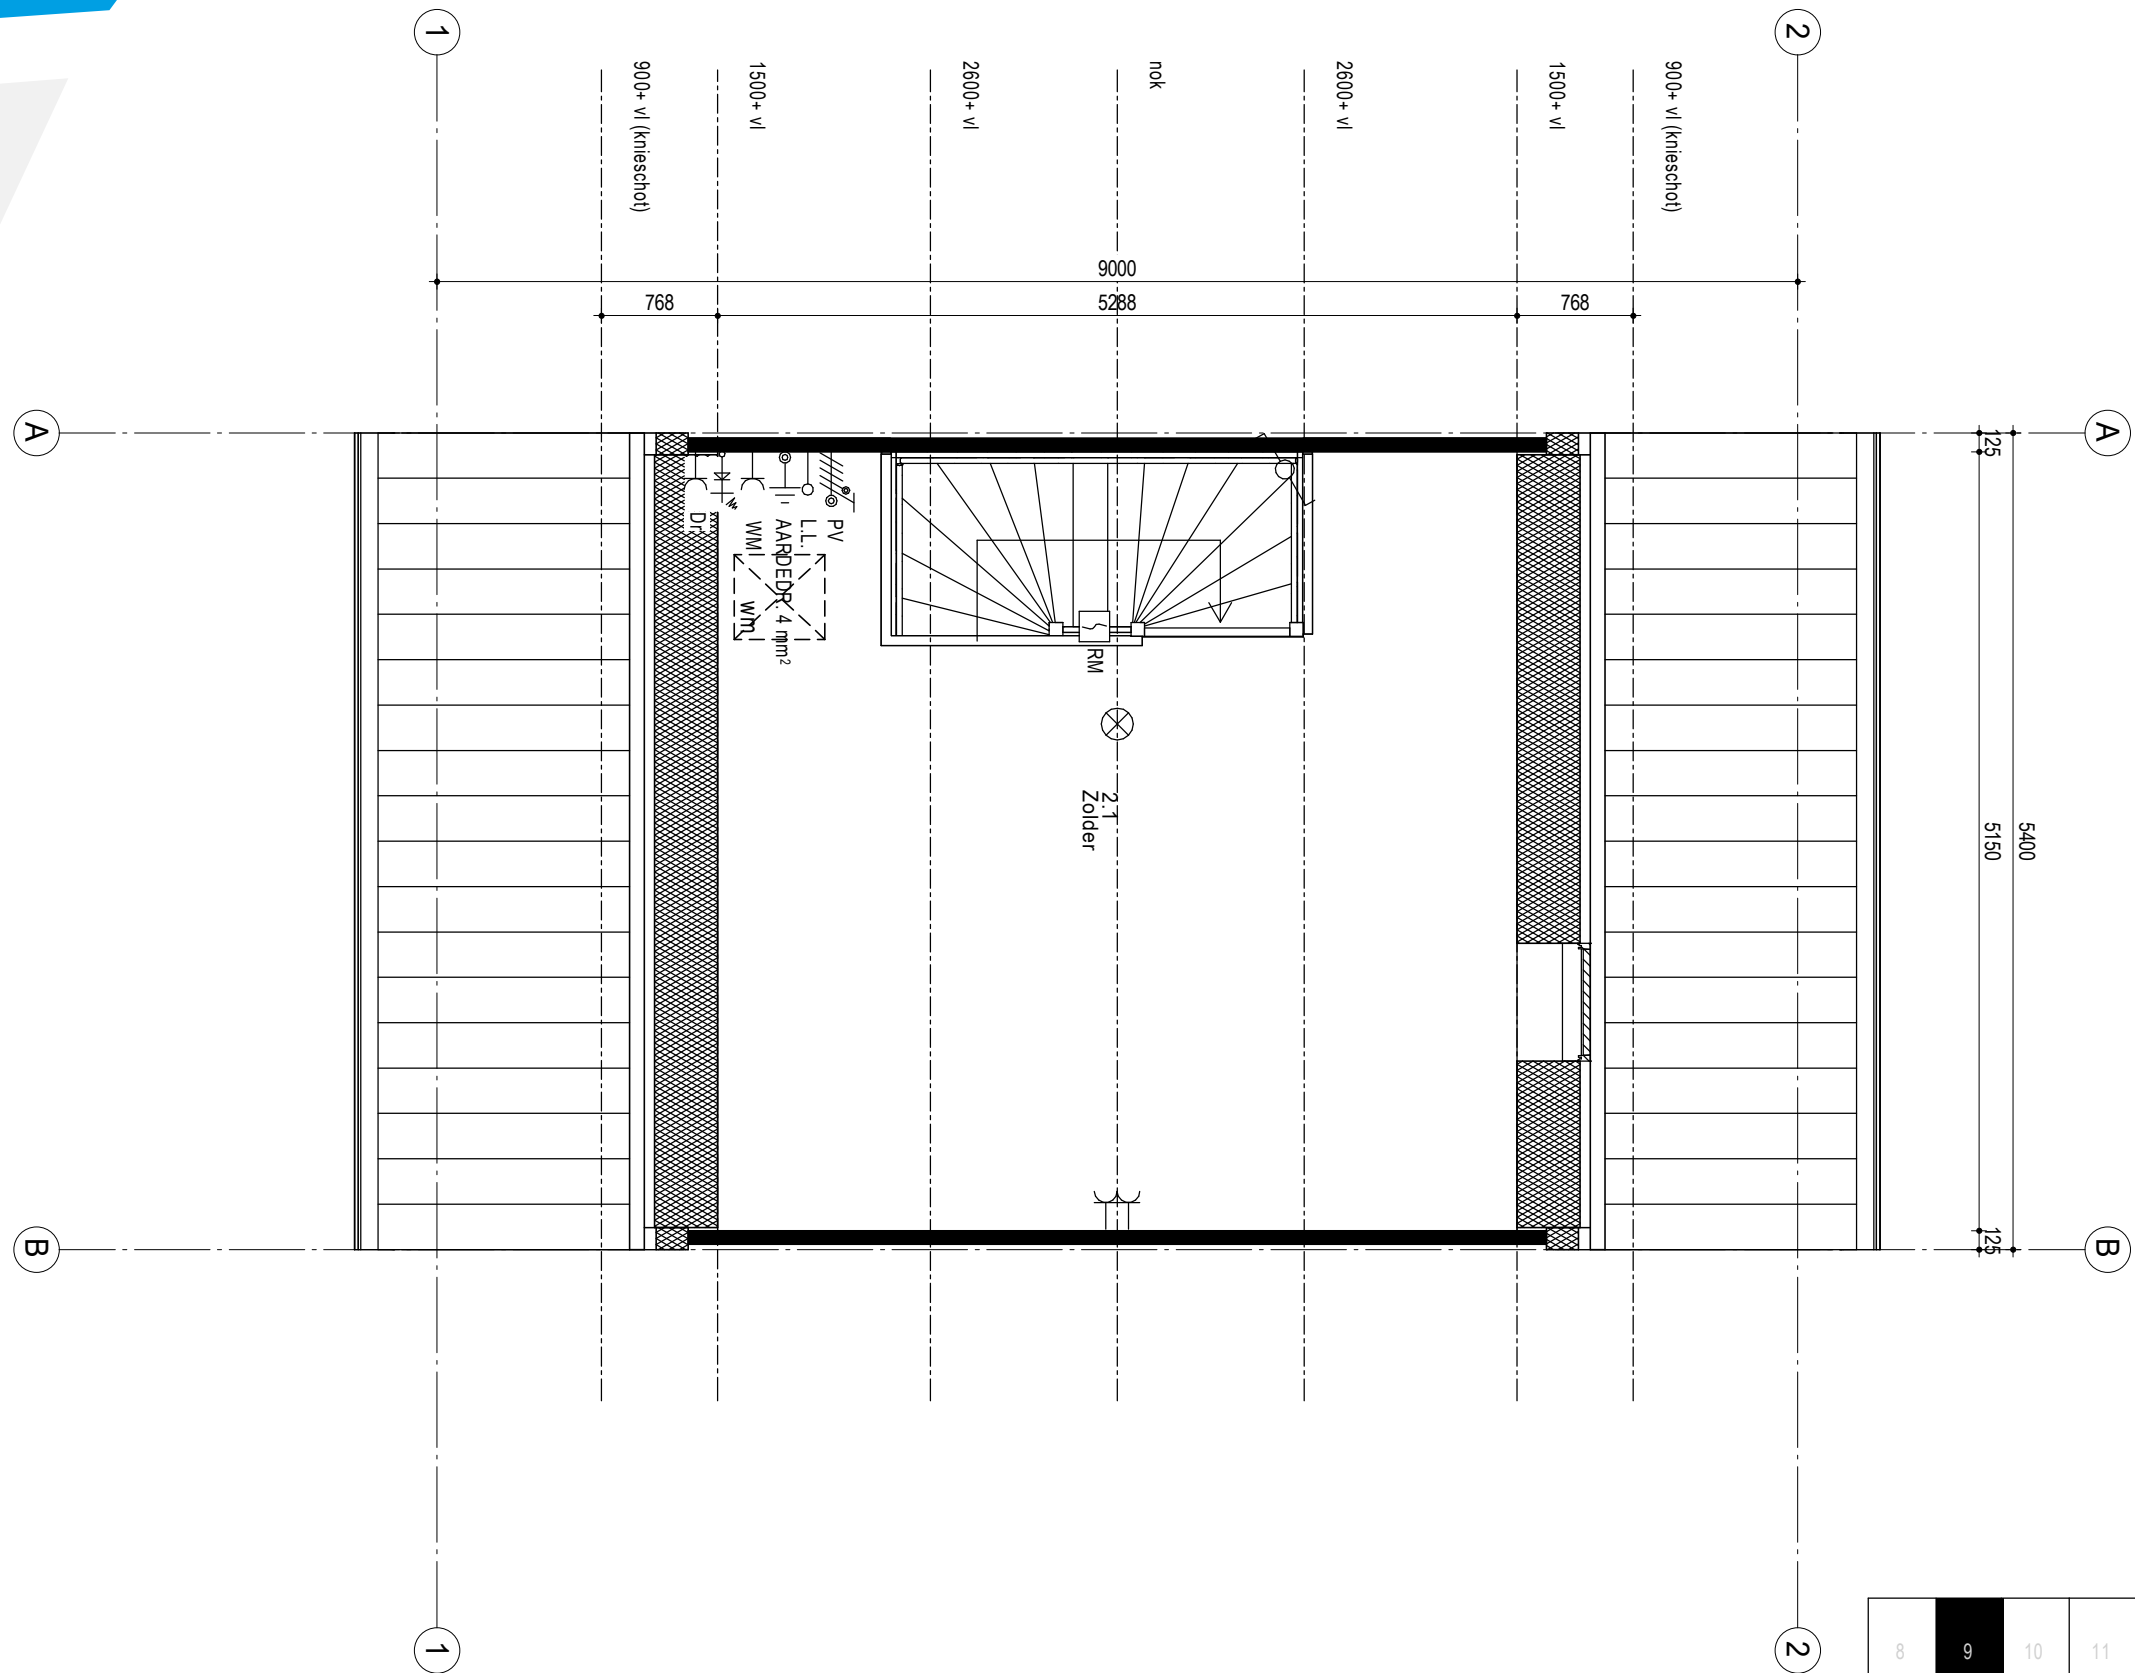 1
2
900+ vl (knieschot)
1500+ vl
2600+ vl
nok
2600+ vl
1500+ vl
900+ vl (knieschot)
9000
768
5288
768
A
A
125
5150
5400
125
PV
L.L.
AARDEDR. 4 mm²
WM
Dr
wm
RM
2.1
Zolder
B
B
1
2
8
9
10
11